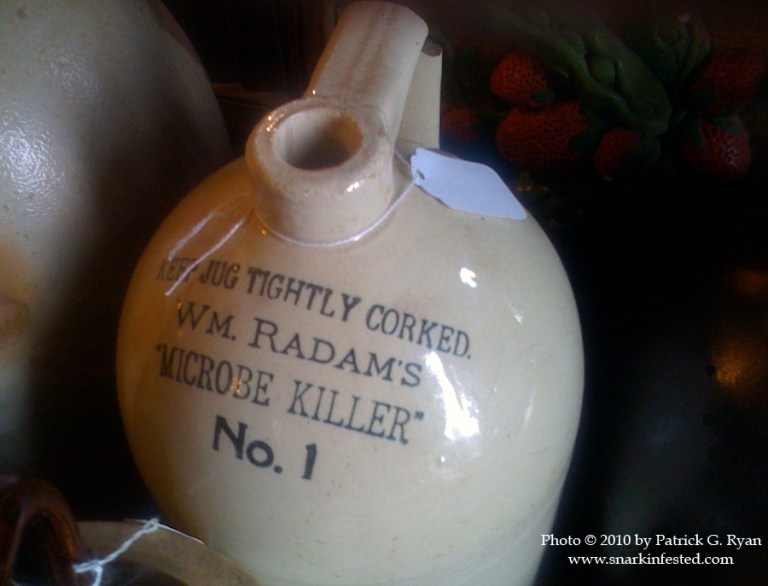 KEEP JUG TIGHTLY CORKED.
WM. RADAM'S
"MICROBE KILLER"
No. 1
Photo © 2010 by Patrick G. Ryan
www.snarkinfested.com